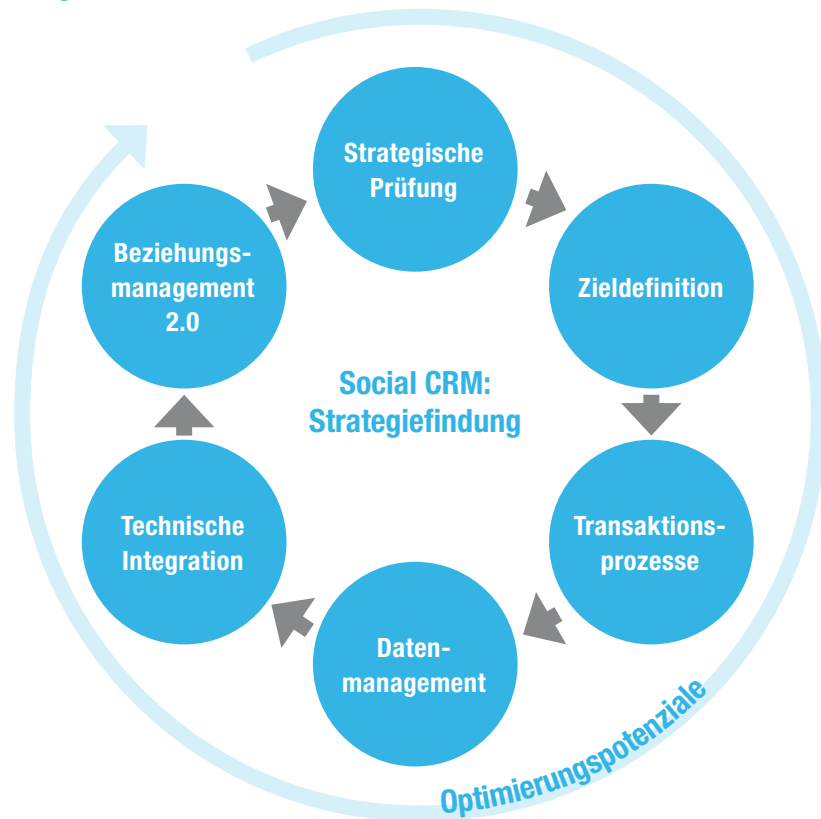 Strategische
Prüfung
Zieldefinition
Transaktions-
prozesse
Daten-
management
Technische
Integration
Beziehungs-
management
2.0
Social CRM:
Strategiefindung
Optimierungspotenziale